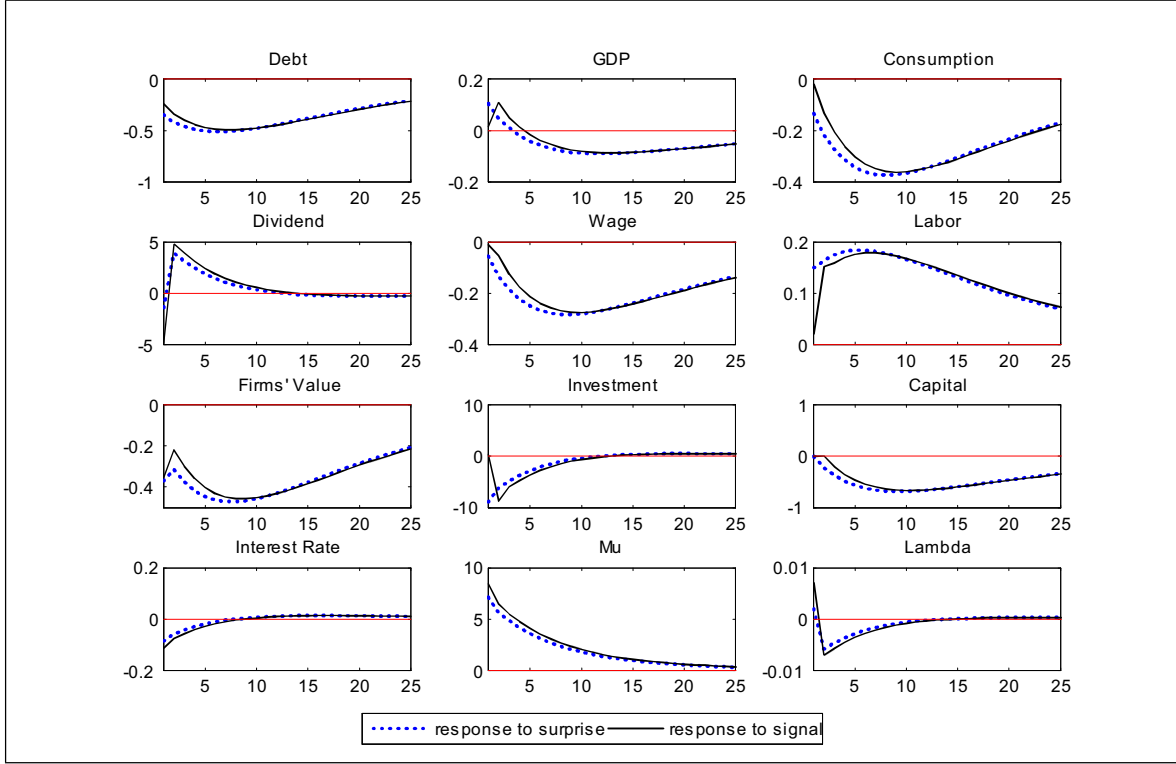 Debt GDP Consumption
0 0.2 0
-0.5 0 -0.2
-1 -0.2 -0.4
5 10 15 20 25 5 10 15 20 25 5 10 15 20 25
Dividend Wage Labor
5 0 0.2
0 -0.2 0.1
-5 -0.4 0
5 10 15 20 25 5 10 15 20 25 5 10 15 20 25
Firms' Value Investment Capital
0 10 1
-0.2 0 0
-0.4 -10 -1
5 10 15 20 25 5 10 15 20 25 5 10 15 20 25
Interest Rate Mu Lambda
0.2 10 0.01
0 5 0
-0.2 0 -0.01
5 10 15 20 25 5 10 15 20 25 5 10 15 20 25
response to surprise response to signal